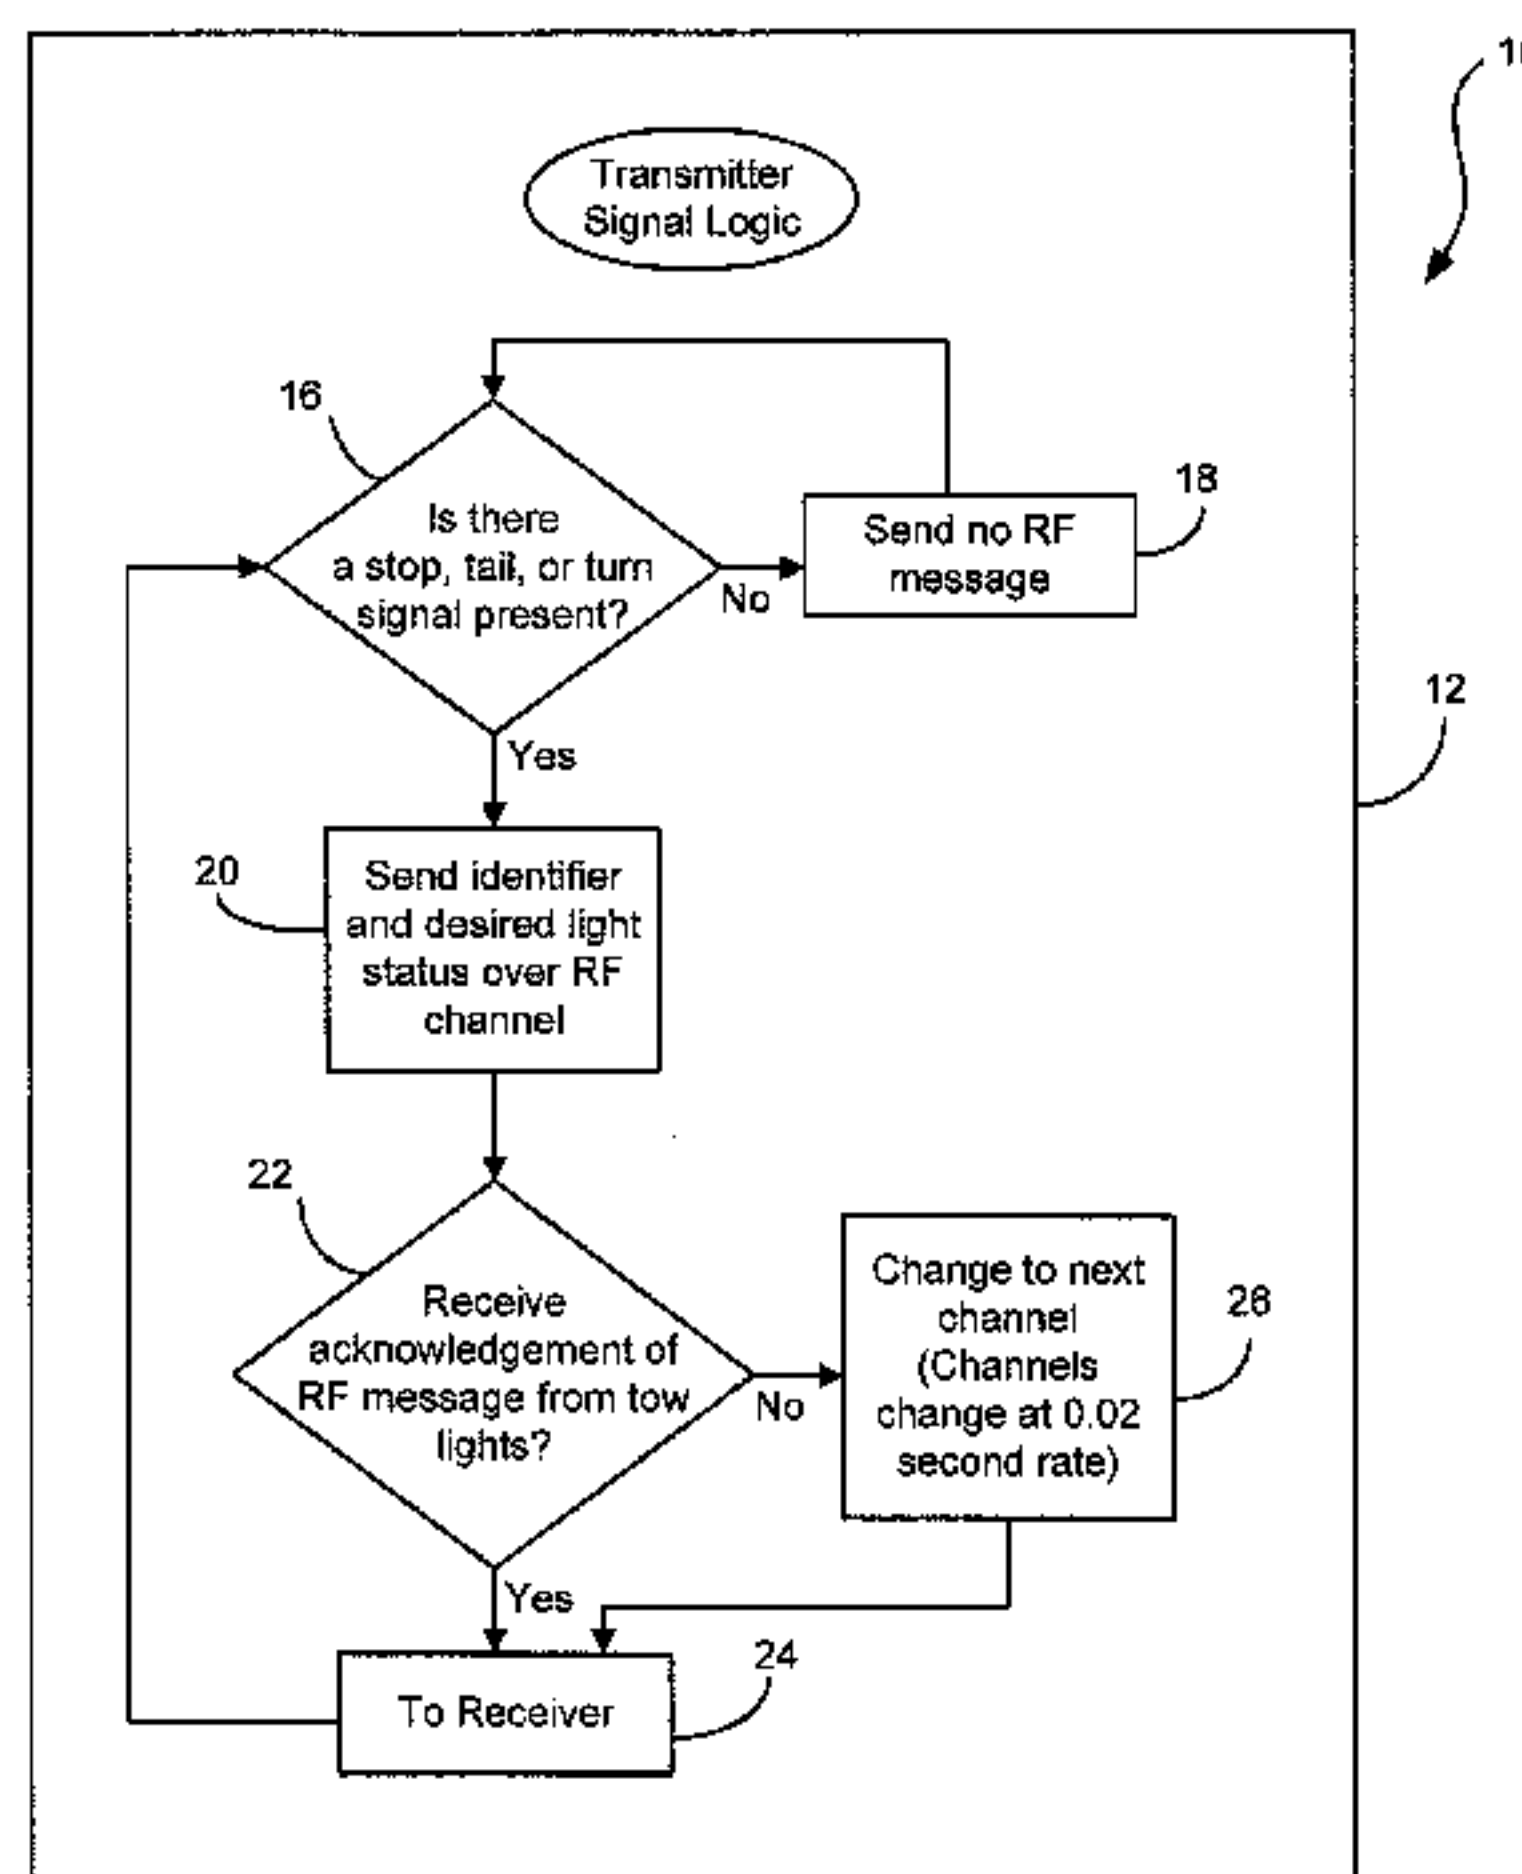 Transmitter
Signal Logic
16
Is there
a stop, tail, or turn
signal present?
No
18
Send no RF
message
12
Yes
20
Send identifier
and desired light
status over RF
channel
22
Receive
acknowledgement of
RF message from tow
lights?
No
Change to next
channel
(Channels
change at 0.02
second rate)
26
Yes
To Receiver
24